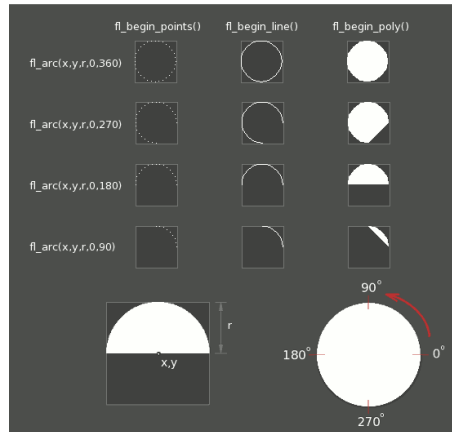 fl_begin_points() fl_begin_line() fl_begin_poly()
fl_arc(x,y,r,0,360)
fl_arc(x,y,r,0,270)
fl_arc(x,y,r,0,180)
fl_arc(x,y,r,0,90)
90°
r
x,y
180° 0°
270°